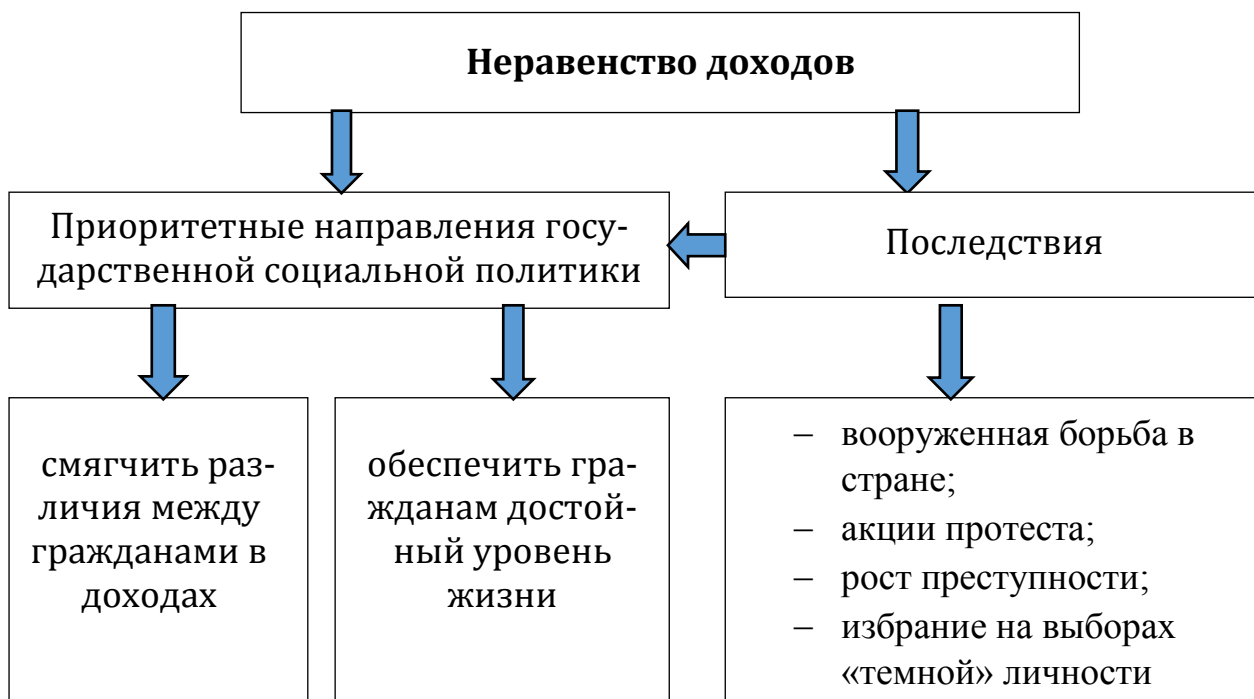 Неравенство доходов
Приоритетные направления госу-
дарственной социальной политики
Последствия
смягчить раз-
личия между
гражданами в
доходах
обеспечить гра-
жданам достой-
ный уровень
жизни
– вооруженная борьба в
стране;
– акции протеста;
– рост преступности;
– избрание на выборах
«темной» личности